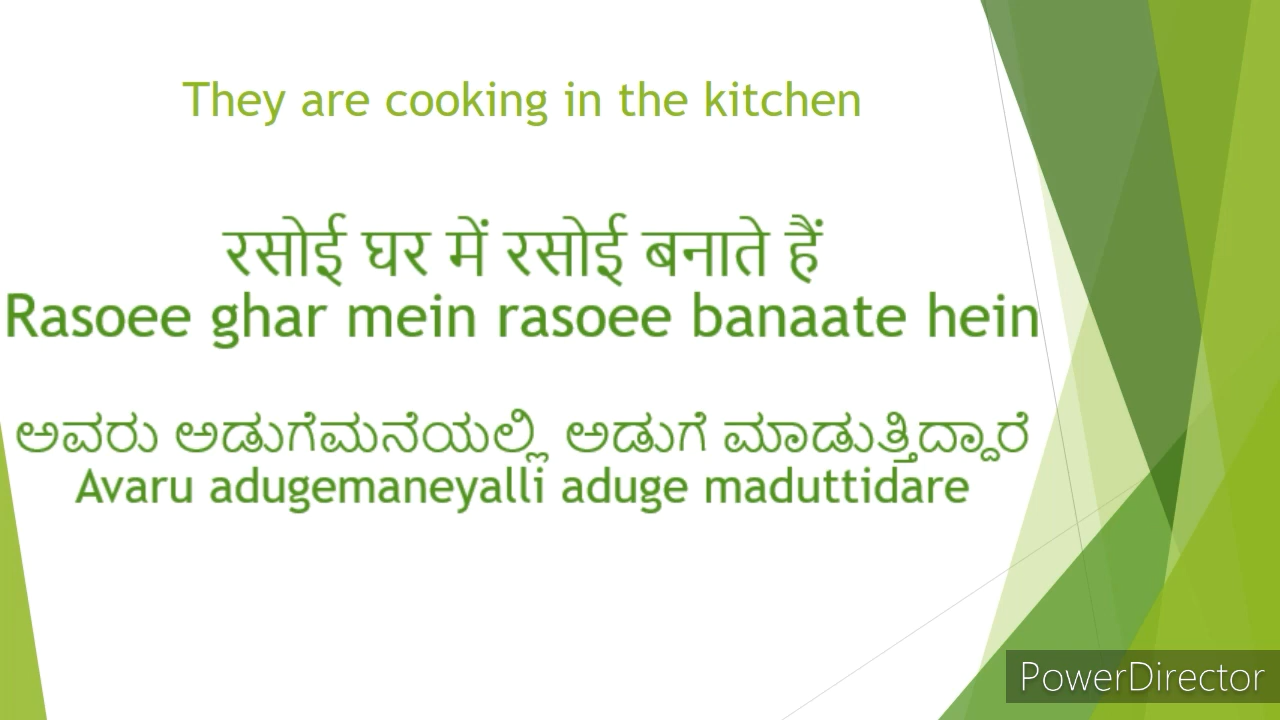 They are cooking in the kitchen
रसोई घर में रसोई बनाते हैं
Rasoee ghar mein rasoee banaate hein
ಅವರು ಅಡುಗೆಮನೆಯಲ್ಲಿ ಅಡುಗೆ ಮಾಡುತ್ತಿದ್ದಾರೆ
Avaru adugemaneyalli aduge maduttidare
PowerDirector